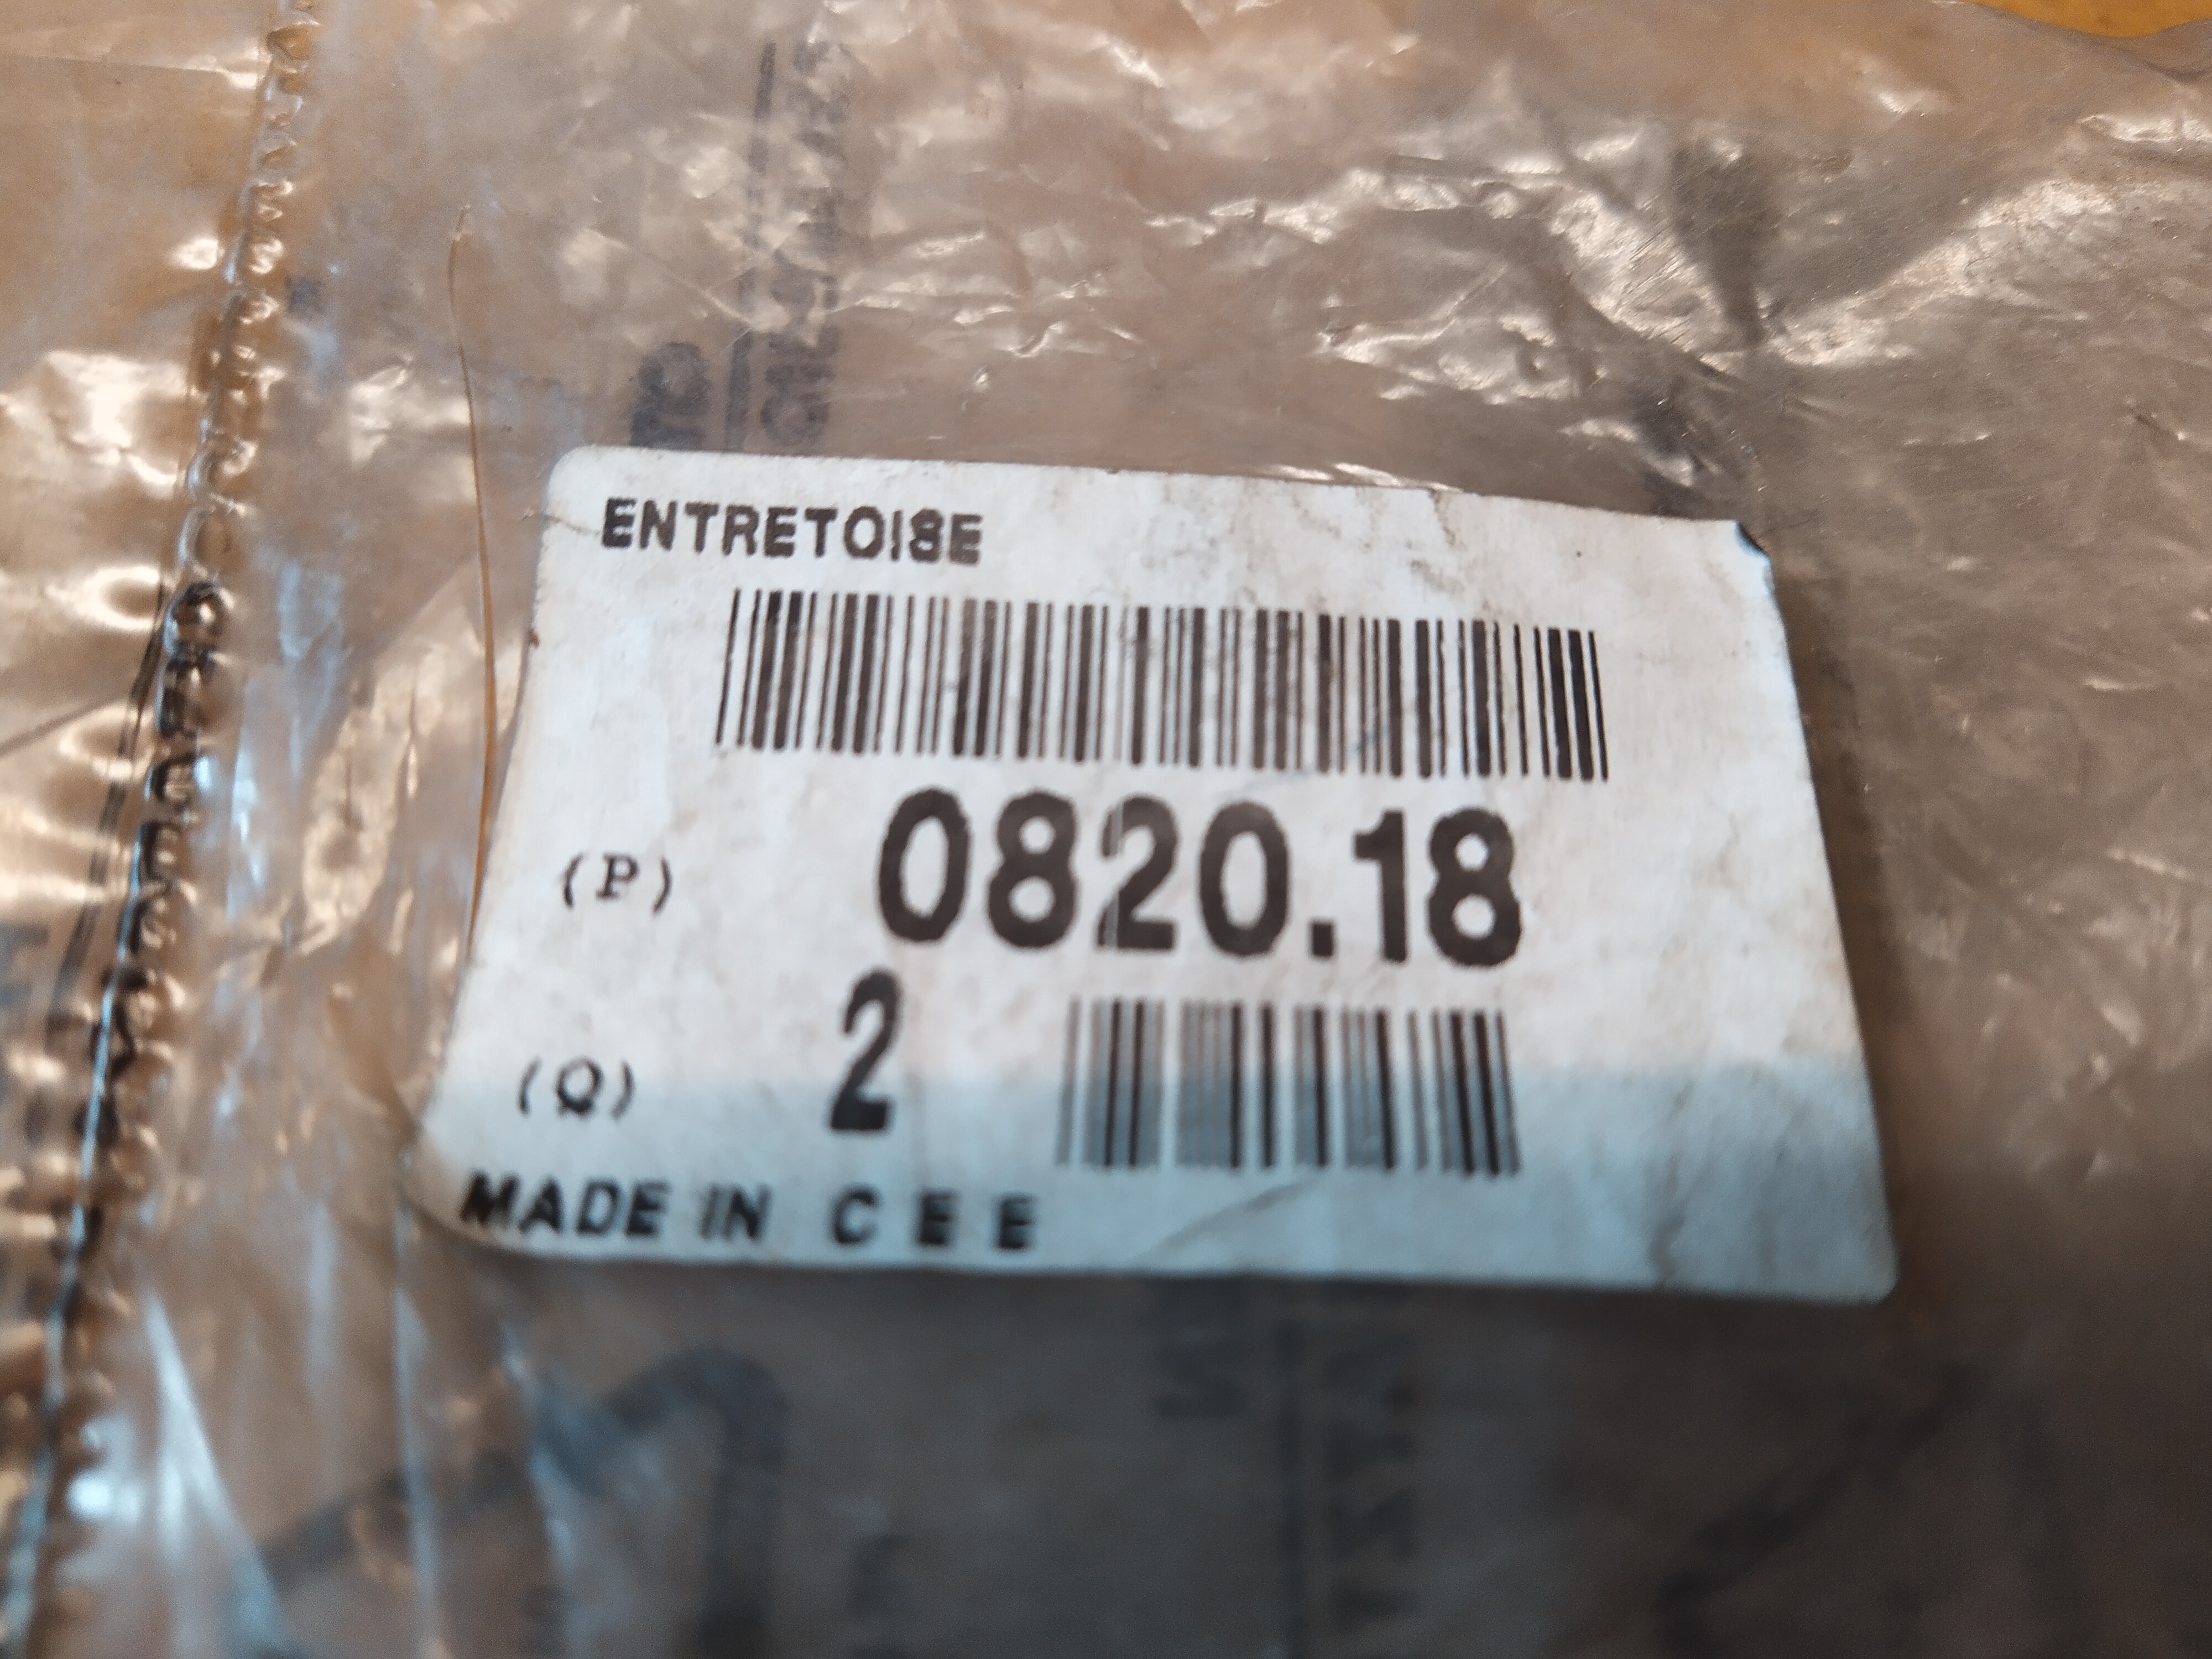 ENTRETOISE
(P) 0820.18
(Q) 2
MADE IN C E E